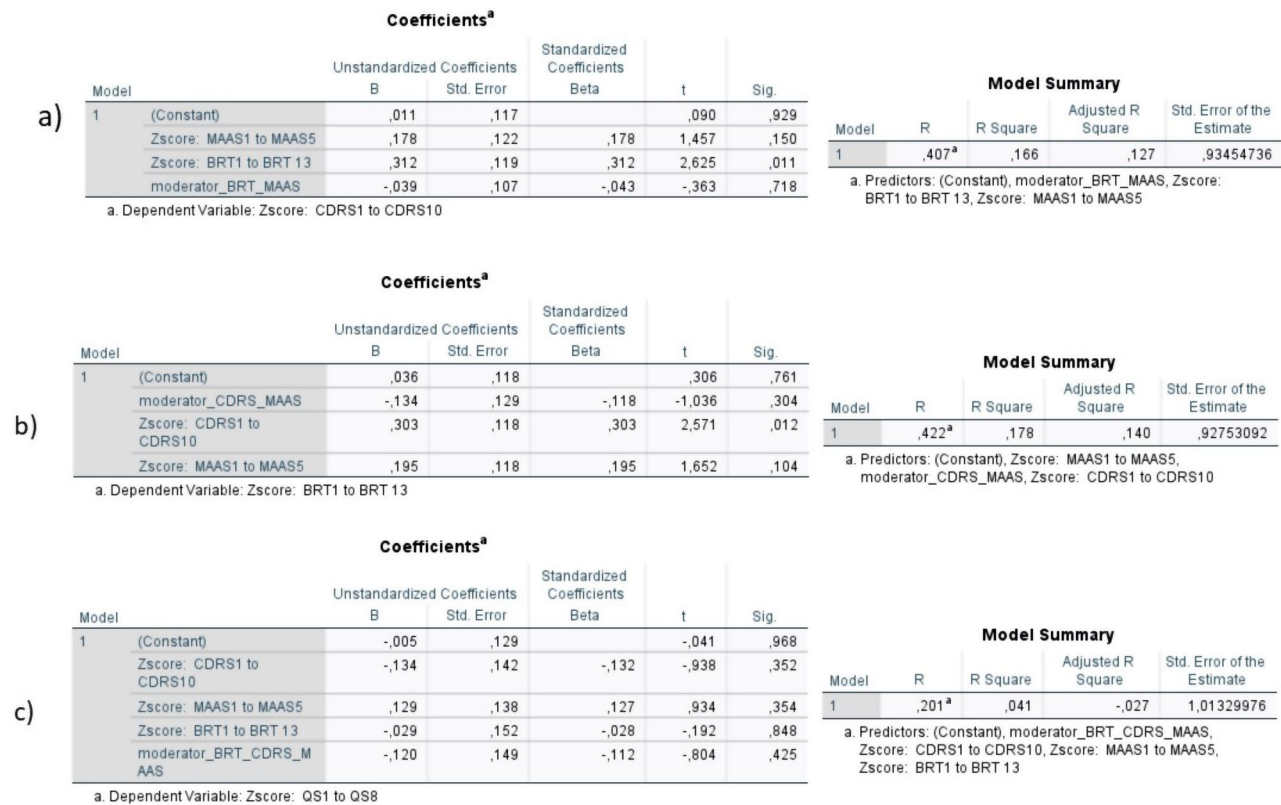 a)
Coefficientsa
Unstandardized Coefficients Standardized Coefficients
Model B Std. Error Beta t Sig.
1 (Constant) ,011 ,117 ,090 ,929
Zscore: MAAS1 to MAAS5 ,178 ,122 ,178 1,457 ,150
Zscore: BRT1 to BRT 13 ,312 ,119 ,312 2,625 ,011
moderator_BRT_MAAS -,039 ,107 -,043 -,363 ,718
a. Dependent Variable: Zscore: CDRS1 to CDRS10
Model Summary
Model R R Square Adjusted R Square Std. Error of the Estimate
1 ,407a ,166 ,127 ,93454736
a. Predictors: (Constant), moderator_BRT_MAAS, Zscore:
BRT1 to BRT 13, Zscore: MAAS1 to MAAS5
b)
Coefficientsa
Unstandardized Coefficients Standardized Coefficients
Model B Std. Error Beta t Sig.
1 (Constant) ,036 ,118 ,306 ,761
moderator_CDRS_MAAS -,134 ,129 -,118 -1,036 ,304
Zscore: CDRS1 to CDRS10 ,303 ,118 ,303 2,571 ,012
Zscore: MAAS1 to MAAS5 ,195 ,118 ,195 1,652 ,104
a. Dependent Variable: Zscore: BRT1 to BRT 13
Model Summary
Model R R Square Adjusted R Square Std. Error of the Estimate
1 ,422a ,178 ,140 ,92753092
a. Predictors: (Constant), Zscore: MAAS1 to MAAS5,
moderator_CDRS_MAAS, Zscore: CDRS1 to CDRS10
c)
Coefficientsa
Unstandardized Coefficients Standardized Coefficients
Model B Std. Error Beta t Sig.
1 (Constant) -,005 ,129 -,041 ,968
Zscore: CDRS1 to CDRS10 -,134 ,142 -,132 -,938 ,352
Zscore: MAAS1 to MAAS5 ,129 ,138 ,127 ,934 ,354
Zscore: BRT1 to BRT 13 -,029 ,152 -,028 -,192 ,848
moderator_BRT_CDRS_MAAS -,120 ,149 -,112 -,804 ,425
a. Dependent Variable: Zscore: QS1 to QS8
Model Summary
Model R R Square Adjusted R Square Std. Error of the Estimate
1 ,201a ,041 -,027 1,01329976
a. Predictors: (Constant), moderator_BRT_CDRS_MAAS,
Zscore: CDRS1 to CDRS10, Zscore: MAAS1 to MAAS5,
Zscore: BRT1 to BRT 13